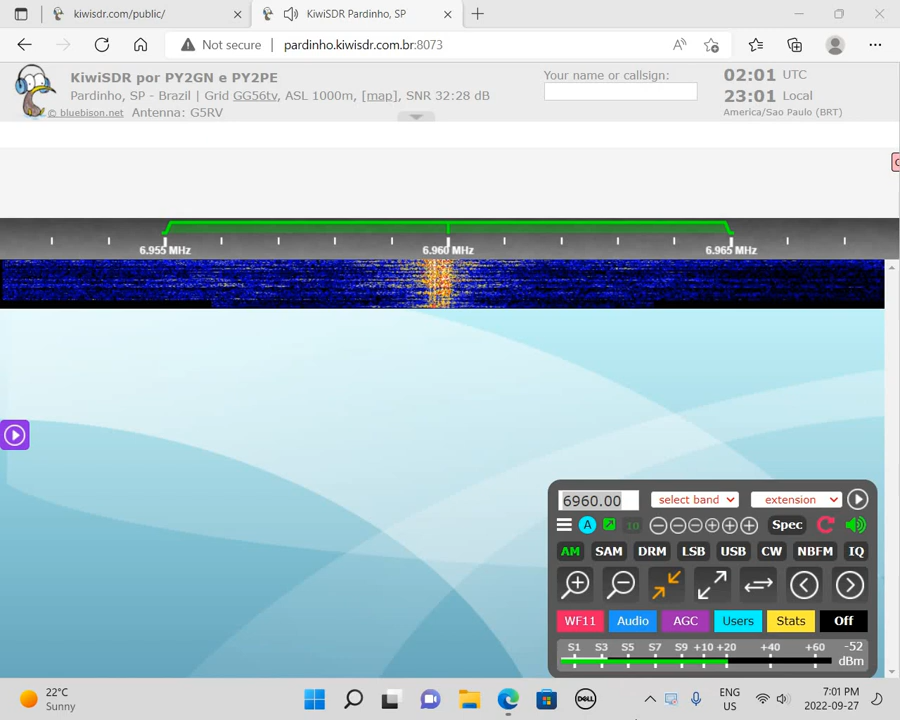 kiwisdr.com/public/
KiwiSDR Pardinho, SP
Not secure pardinho.kiwisdr.com.br:8073
KiwiSDR por PY2GN e PY2PE
Pardinho, SP - Brazil | Grid GG56tv, ASL 1000m, [map], SNR 32:28 dB
© bluebison.net Antenna: G5RV
Your name or callsign:
02:01 UTC
23:01 Local
America/Sao Paulo (BRT)
6.955 MHz 6.960 MHz 6.965 MHz
6960.00 select band extension
A 10 Spec
AM SAM DRM LSB USB CW NBFM IQ
WF11 Audio AGC Users Stats Off
S1 S3 S5 S7 S9 +10 +20 +40 +60 -52
dBm
22°C
Sunny
DELL
ENG
US
7:01 PM
2022-09-27